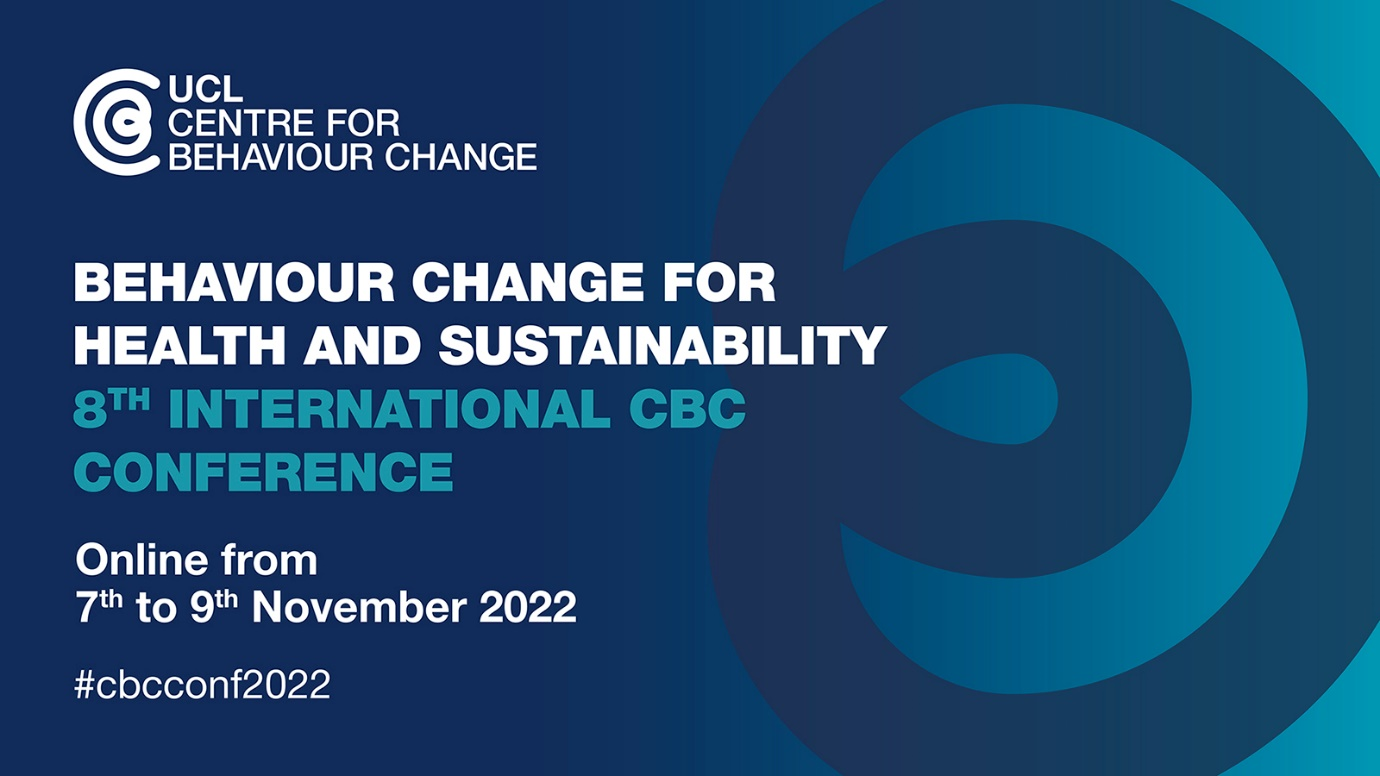 UCL
CENTRE FOR
BEHAVIOUR CHANGE
BEHAVIOUR CHANGE FOR
HEALTH AND SUSTAINABILITY
8TH INTERNATIONAL CBC
CONFERENCE
Online from
7th to 9th November 2022
#cbcconf2022